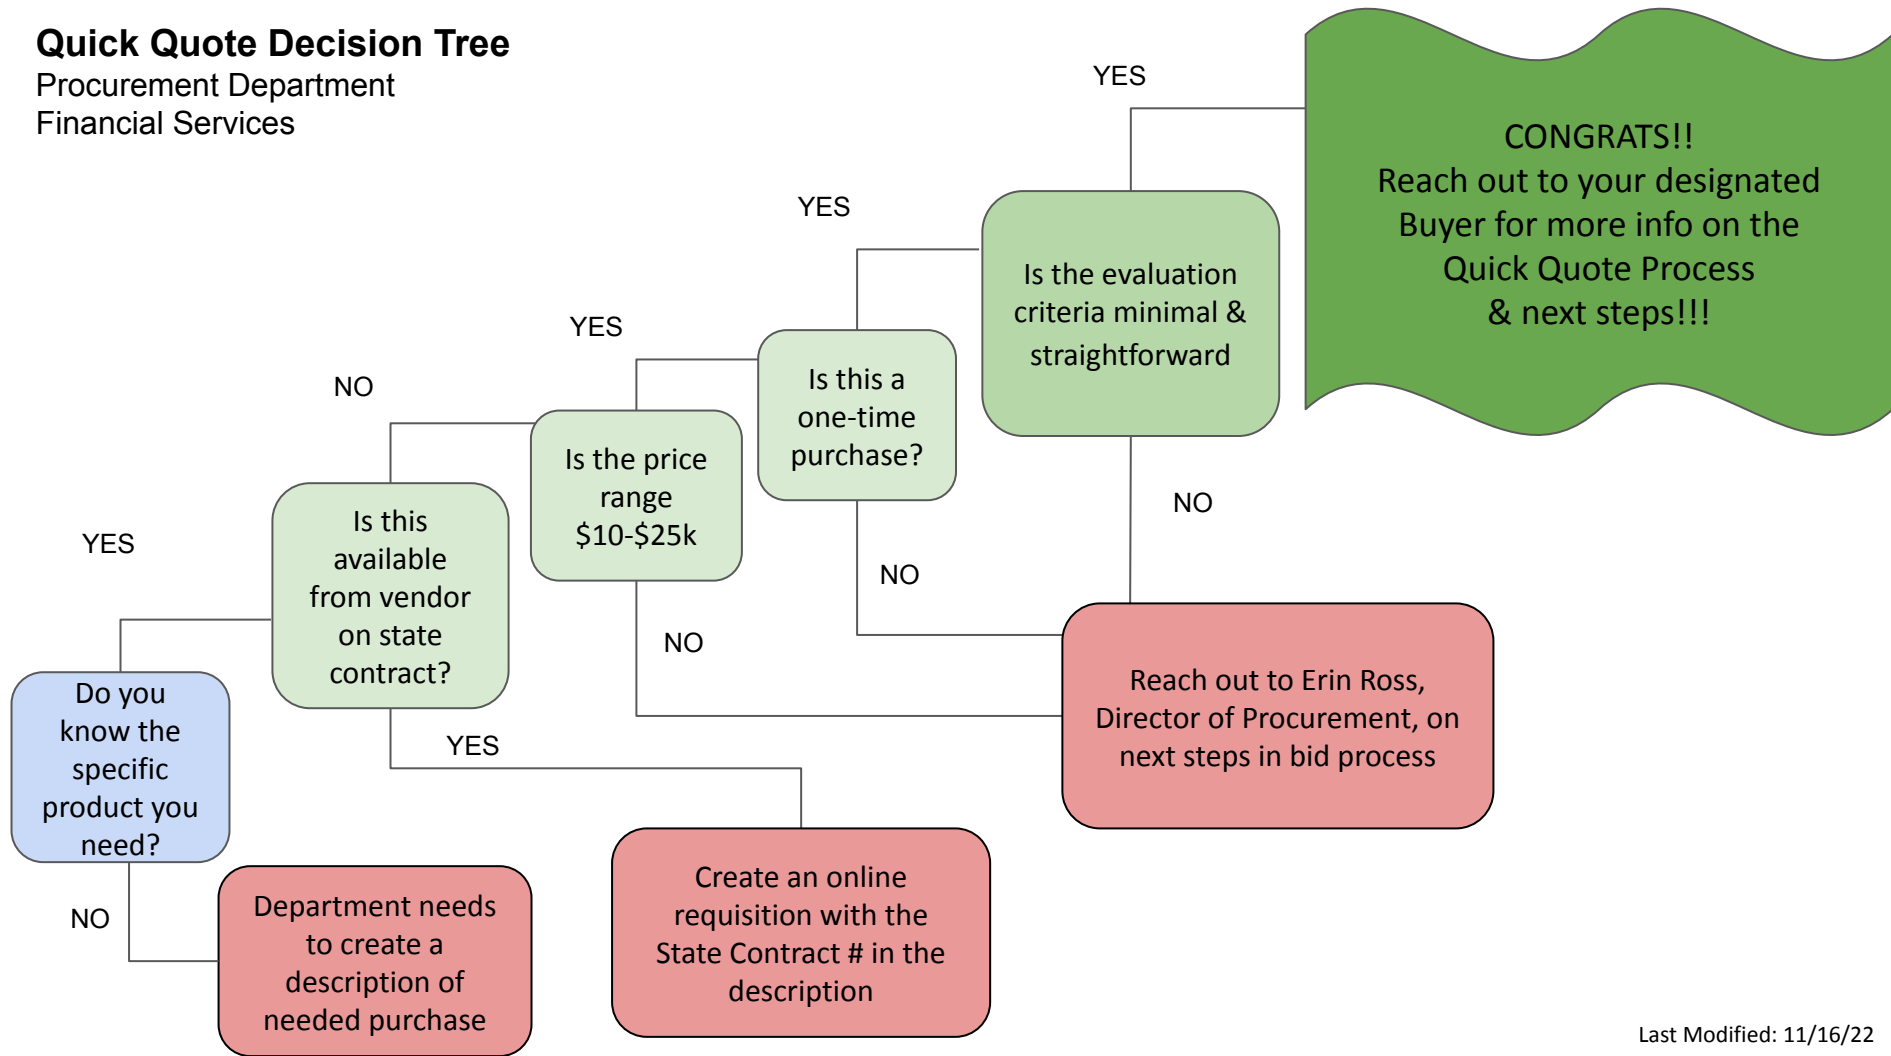 Quick Quote Decision Tree
Procurement Department
Financial Services
YES
CONGRATS!!
Reach out to your designated
Buyer for more info on the
Quick Quote Process
& next steps!!!
YES
Is the evaluation
criteria minimal &
straightforward
NO
YES
Is this a
one-time
purchase?
NO
NO
Is the price
range
$10-$25k
NO
YES
Is this
available
from vendor
on state
contract?
YES
Do you
know the
specific
product you
need?
NO
Reach out to Erin Ross,
Director of Procurement, on
next steps in bid process
Department needs
to create a
description of
needed purchase
Create an online
requisition with the
State Contract # in the
description
Last Modified: 11/16/22